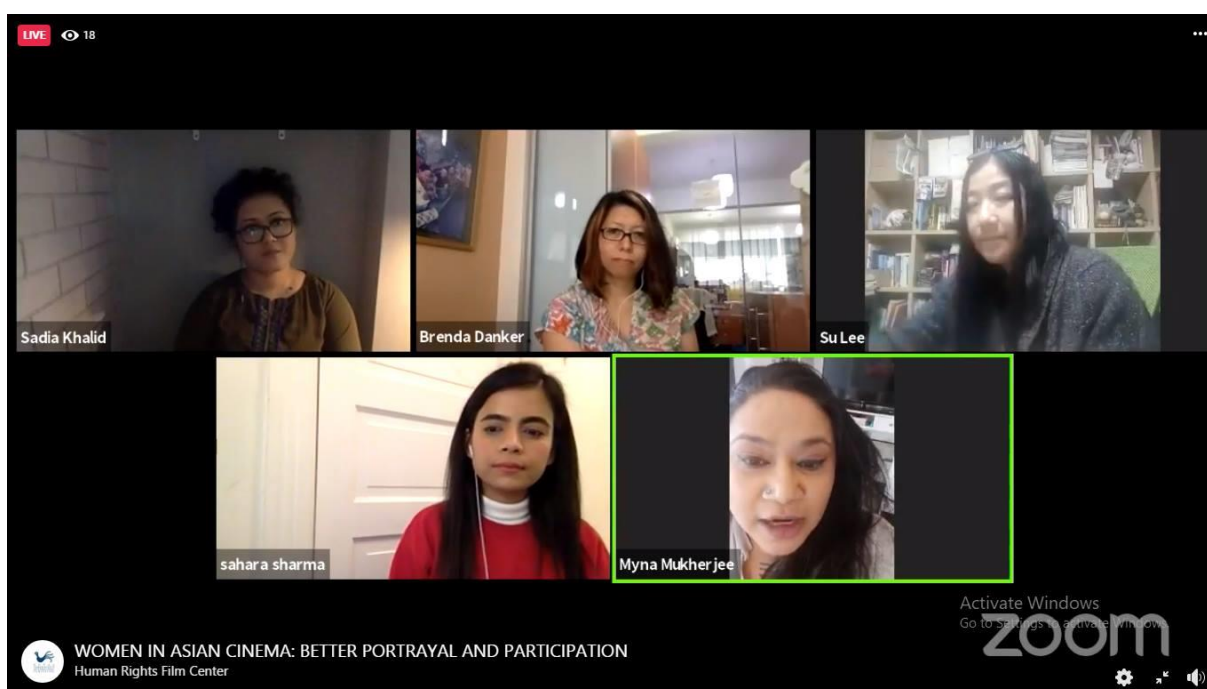 LIVE 18
Sadia Khalid
Brenda Danker
Su Lee
sahara sharma
Myna Mukherjee
Activate Windows
Go to Settings to activate Windows.
zoom
WOMEN IN ASIAN CINEMA: BETTER PORTRAYAL AND PARTICIPATION
Human Rights Film Center